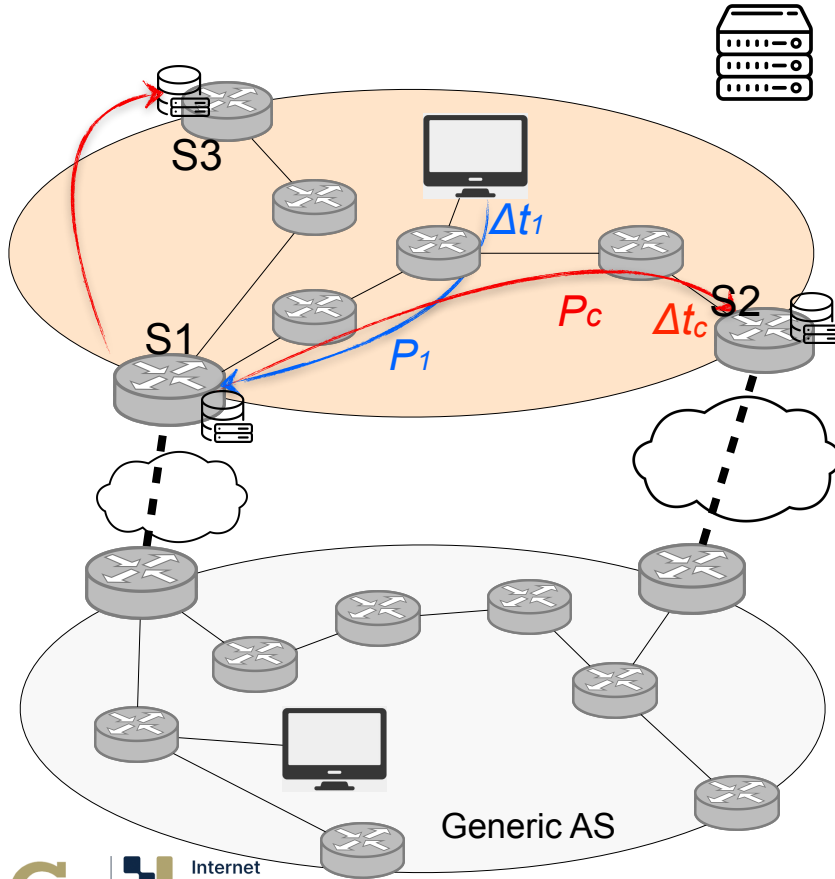 S3
Δt1
S2
Pc
Δtc
S1
P1
Generic AS
Internet